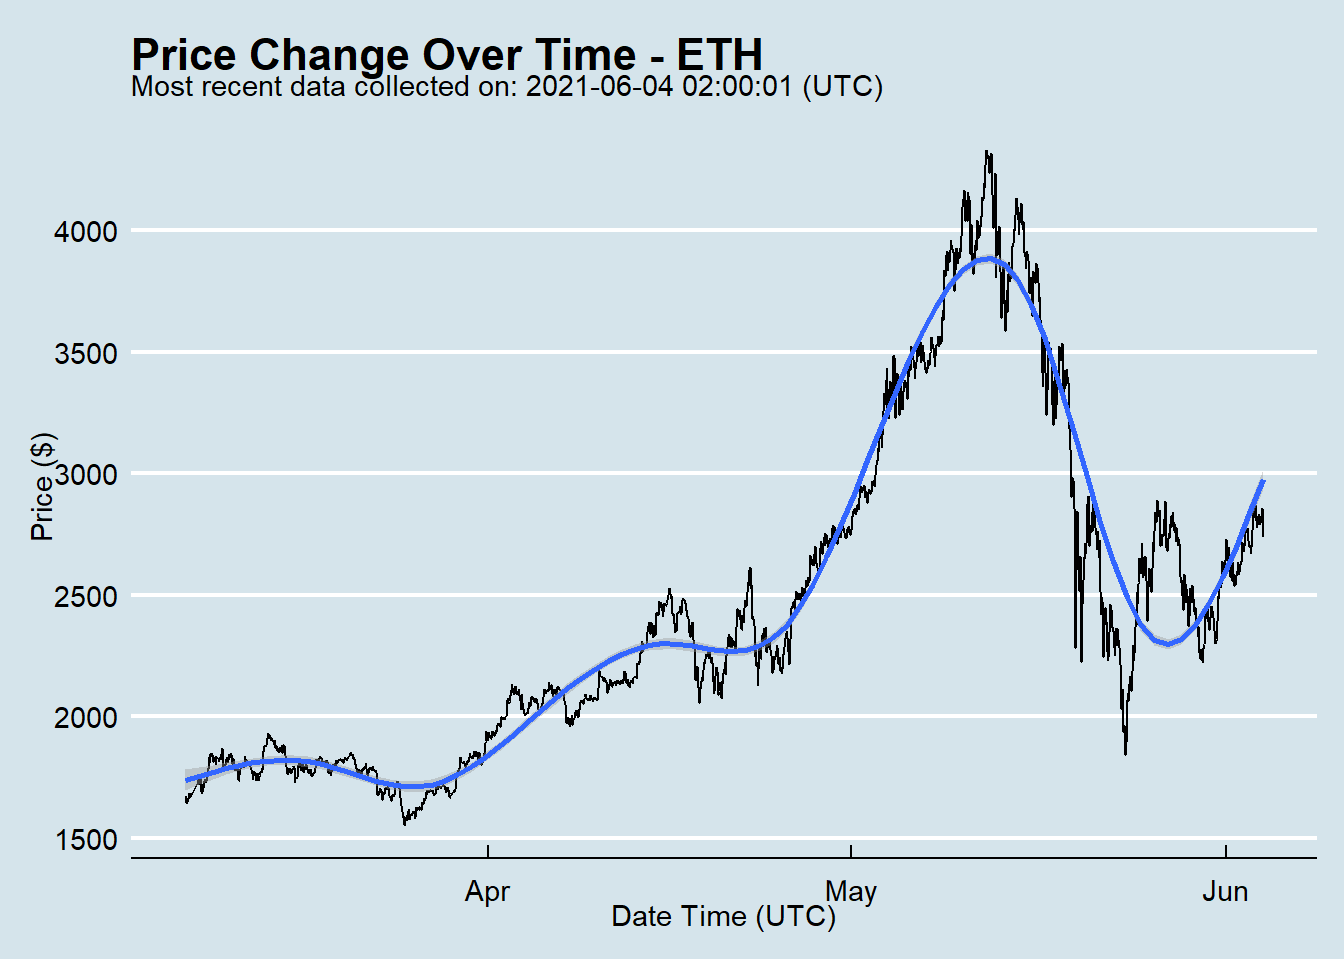 Price Change Over Time - ETH
Most recent data collected on: 2021-06-04 02:00:01 (UTC)
4000
3500
3000
2500
2000
1500
Price ($)
Apr
May
Jun
Date Time (UTC)